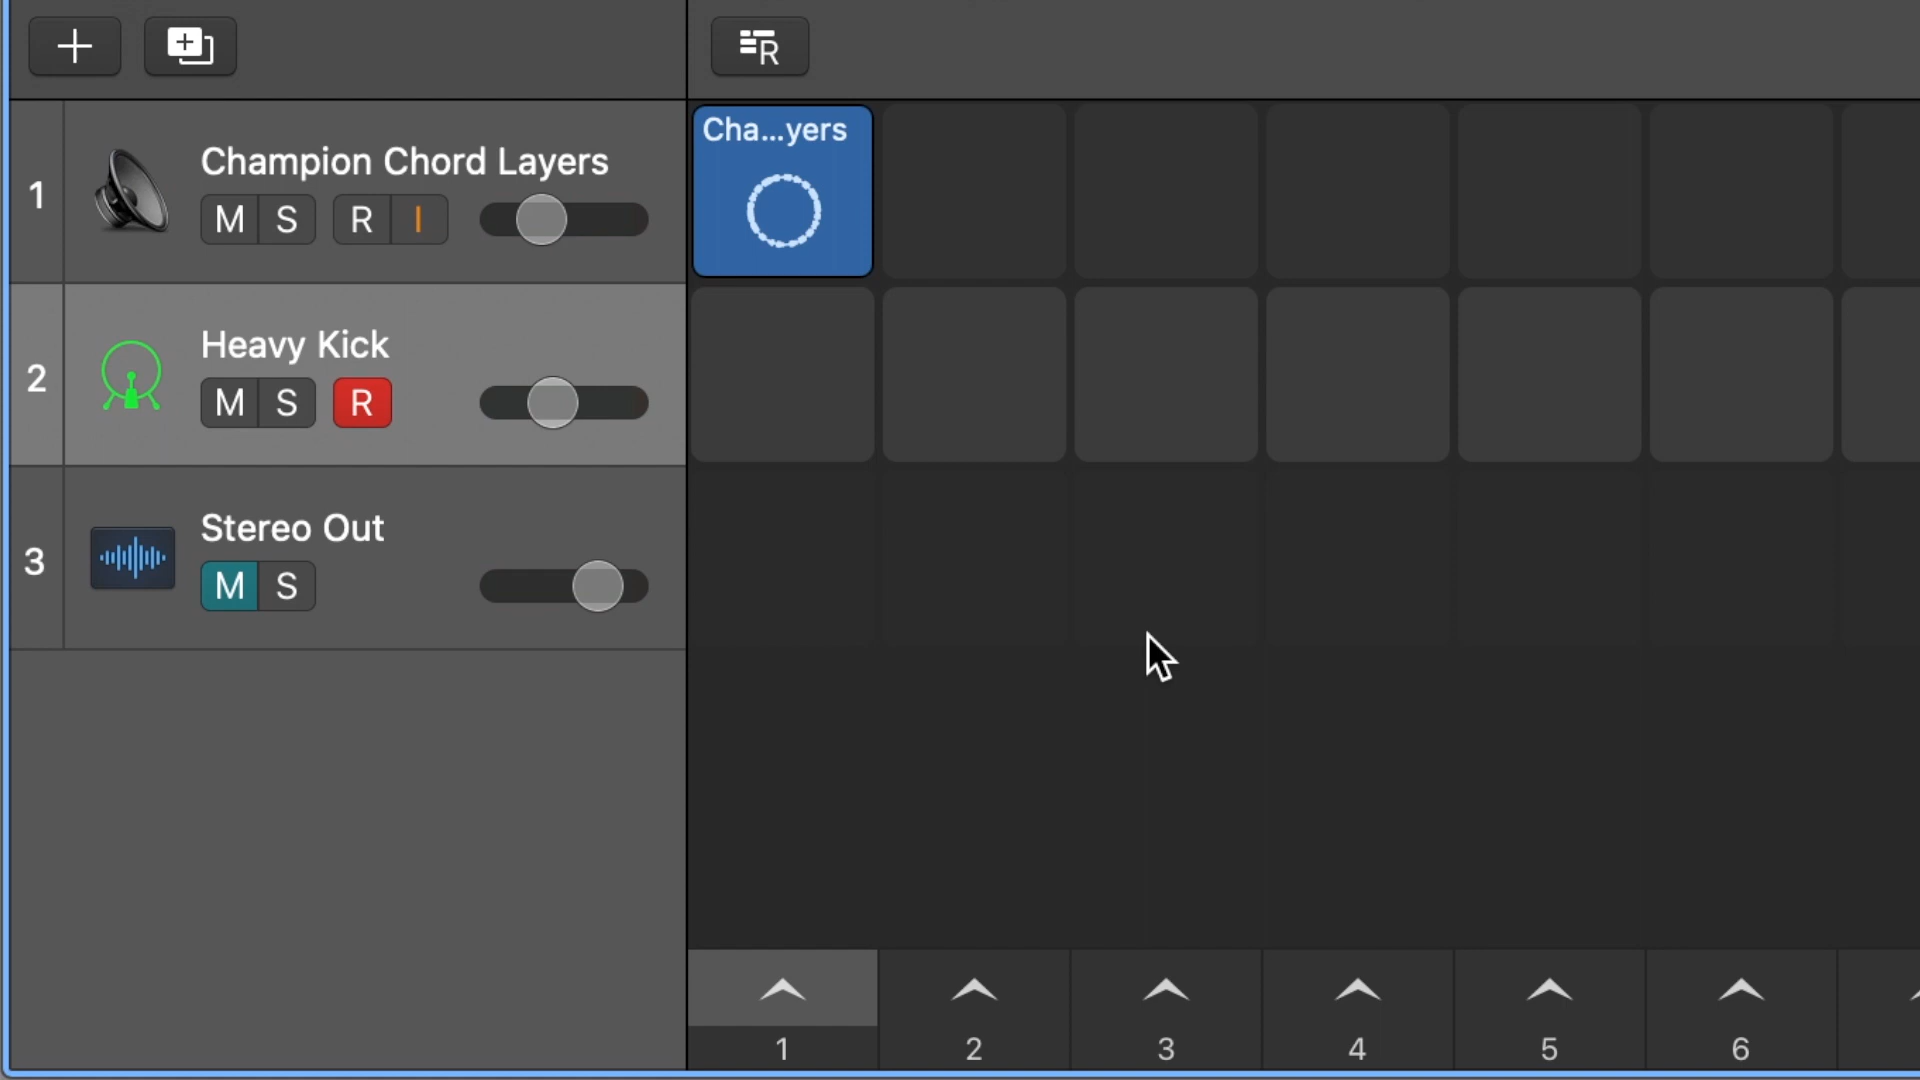 R
Cha...yers
1
Champion Chord Layers
M S R I
2
Heavy Kick
M S R
3
Stereo Out
M S
1 2 3 4 5 6